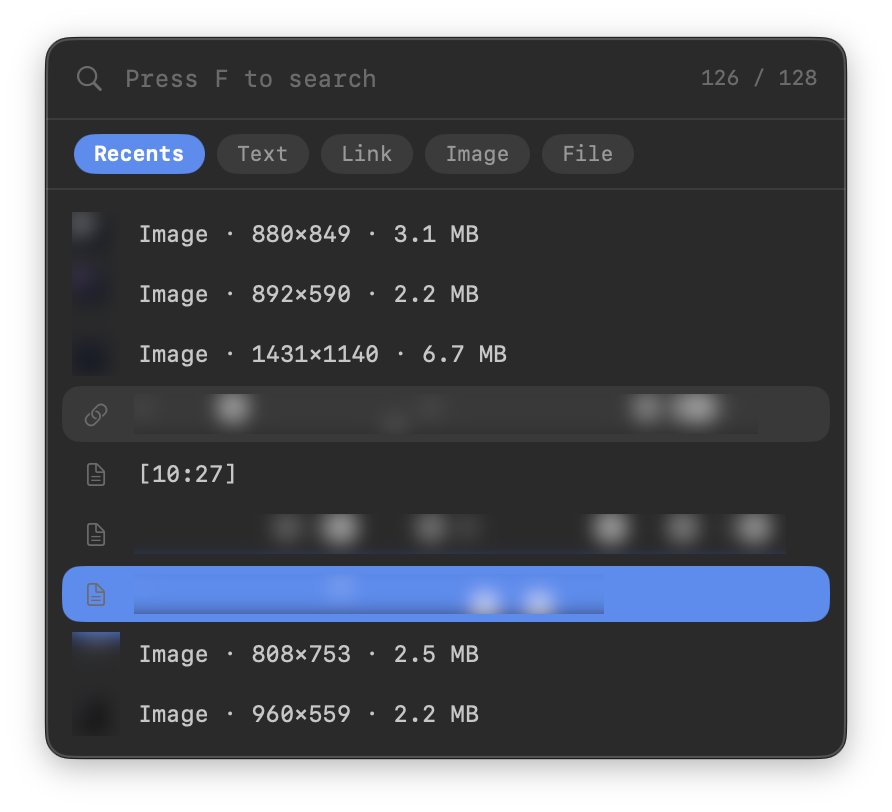 Press F to search 126 / 128
Recents Text Link Image File
Image · 880×849 · 3.1 MB
Image · 892×590 · 2.2 MB
Image · 1431×1140 · 6.7 MB
[10:27]
Image · 808×753 · 2.5 MB
Image · 960×559 · 2.2 MB